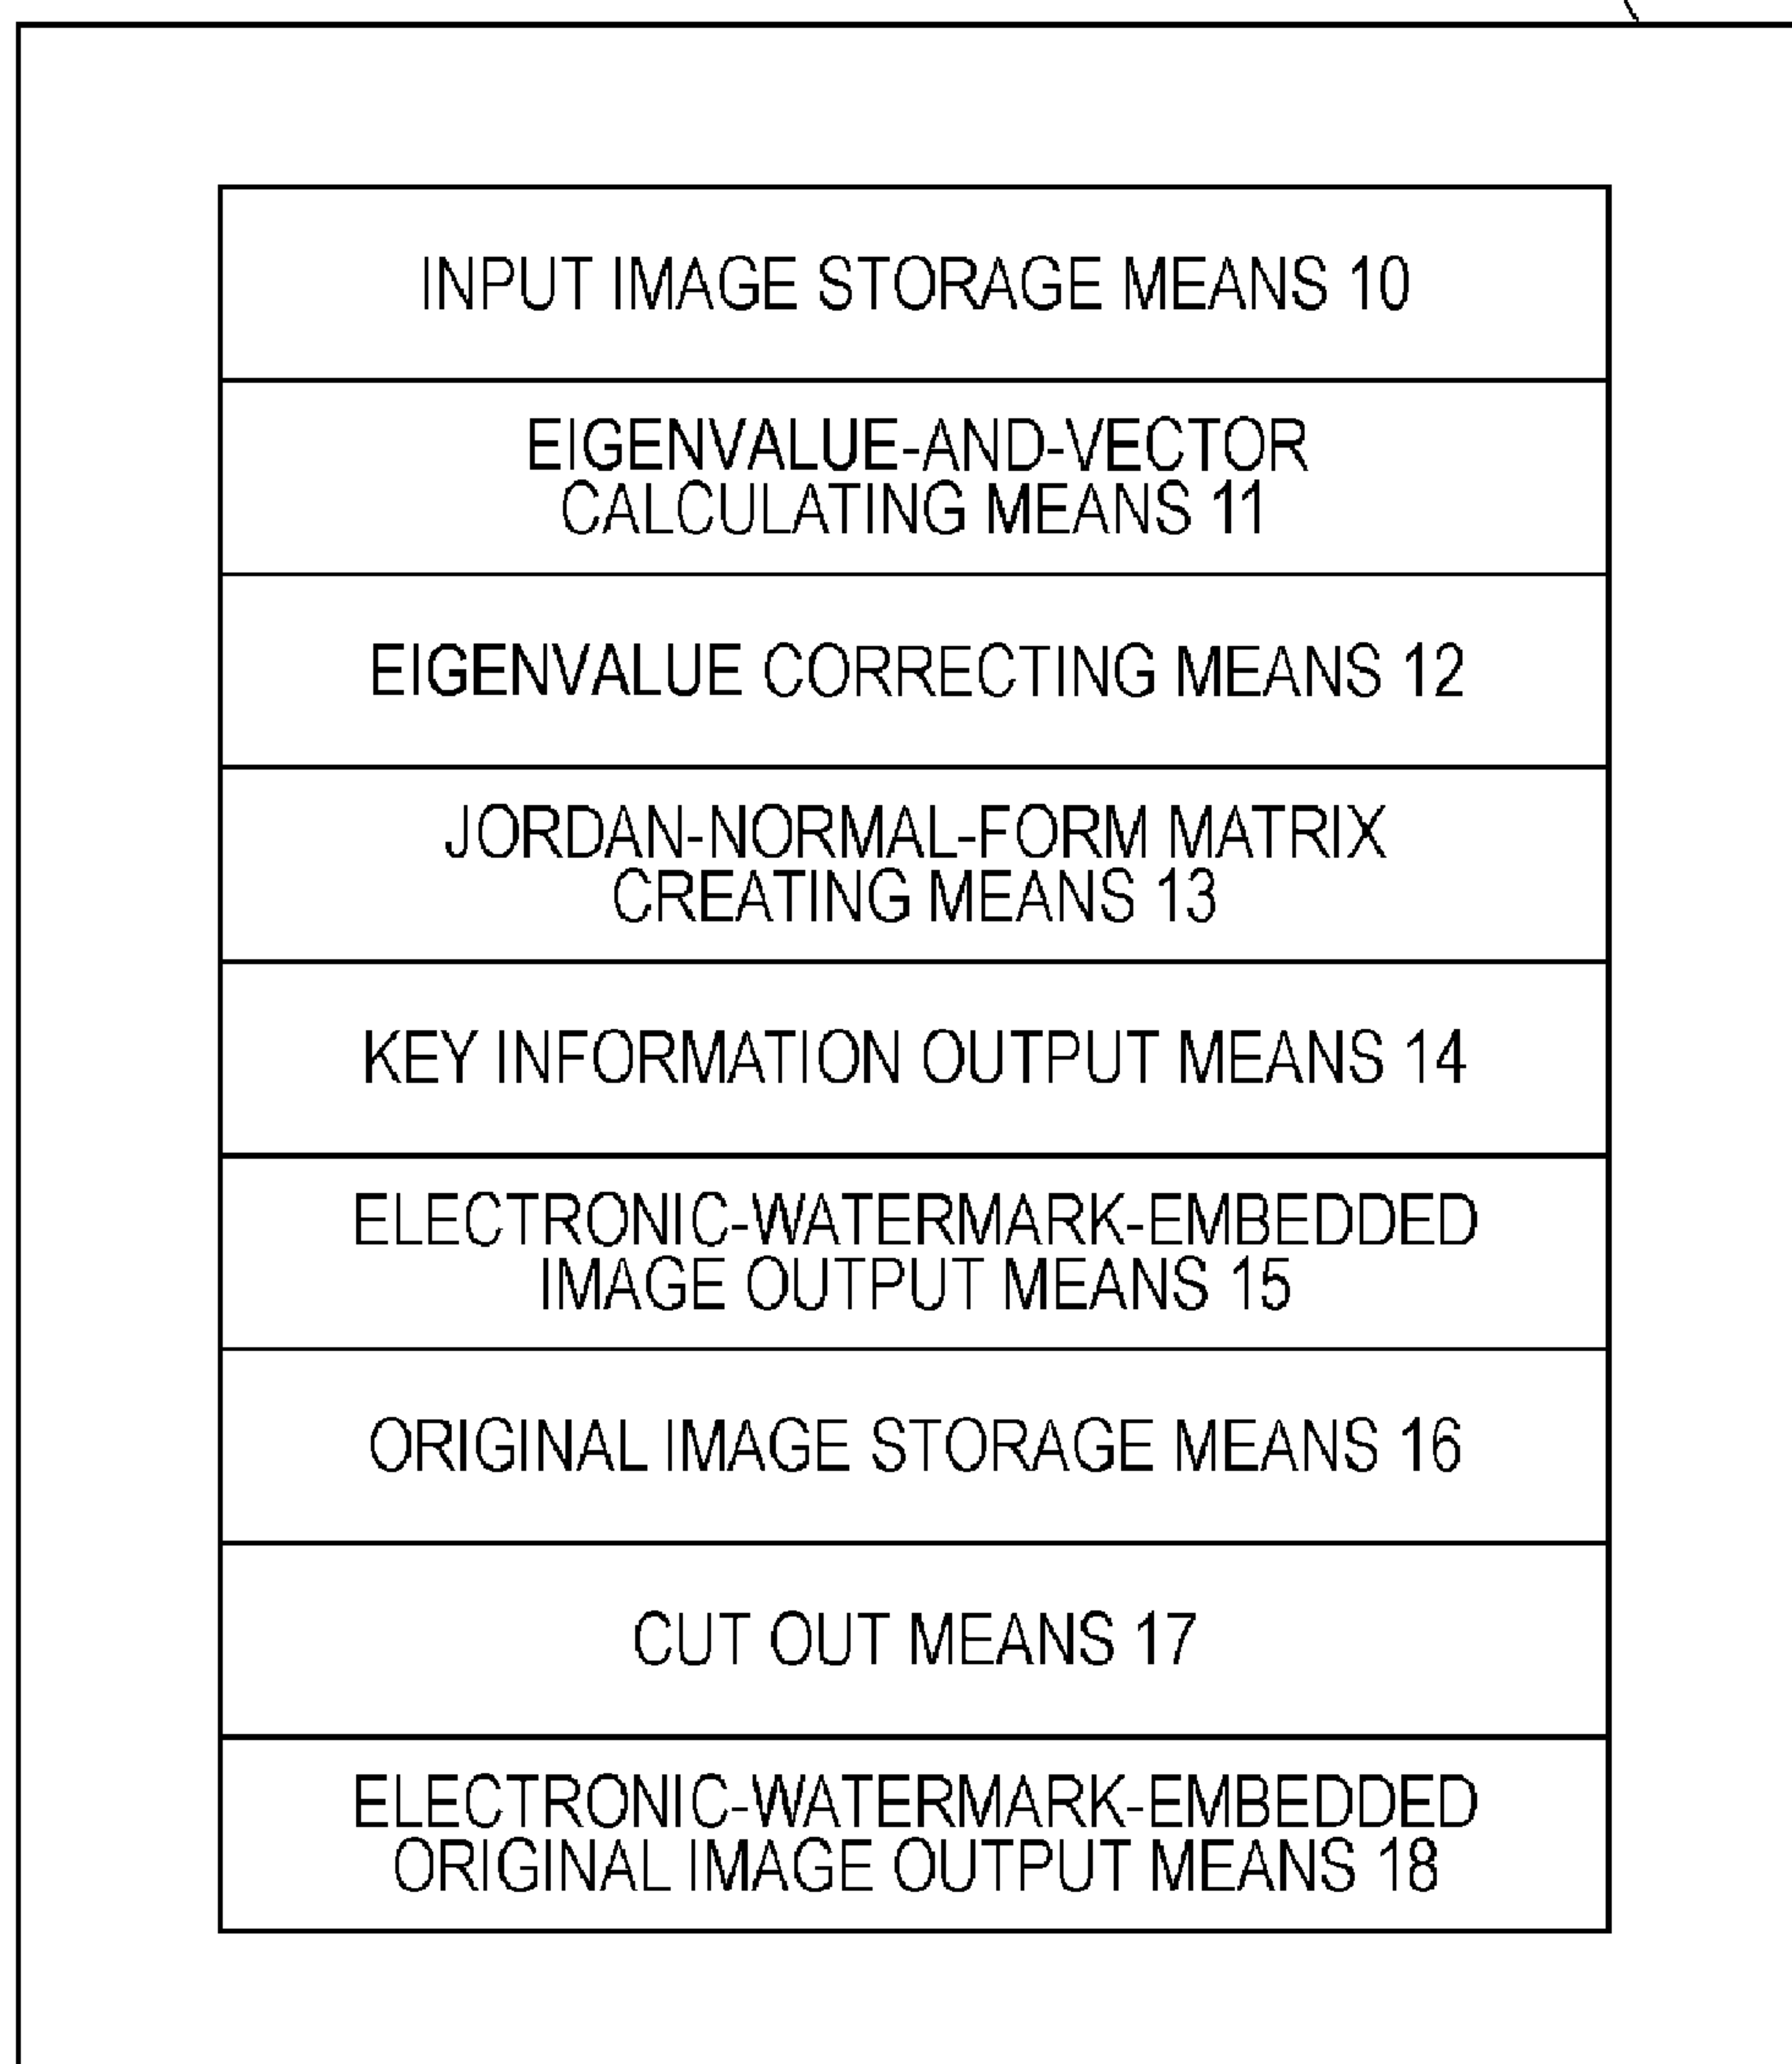 INPUT IMAGE STORAGE MEANS 10
EIGENVALUE-AND-VECTOR
CALCULATING MEANS 11
EIGENVALUE CORRECTING MEANS 12
JORDAN-NORMAL-FORM MATRIX
CREATING MEANS 13
KEY INFORMATION OUTPUT MEANS 14
ELECTRONIC-WATERMARK-EMBEDDED
IMAGE OUTPUT MEANS 15
ORIGINAL IMAGE STORAGE MEANS 16
CUT OUT MEANS 17
ELECTRONIC-WATERMARK-EMBEDDED
ORIGINAL IMAGE OUTPUT MEANS 18